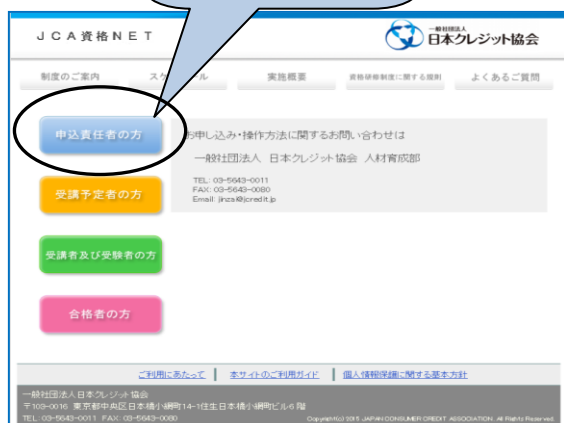 JCA資格NET
一般社団法人
日本クレジット協会
制度のご案内
実施概要
資格研修制度に関する規則
よくあるご質問
申込責任者の方
お申し込み・操作方法に関するお問い合わせは
一般社団法人 日本クレジット協会 人材育成部
TEL: 03-5643-0011
FAX: 03-5643-0080
Email: jinzai@jcredit.jp
受講予定者の方
受講者及び受験者の方
合格者の方
ご利用にあたって
本サイトのご利用ガイド
個人情報保護に関する基本方針
一般社団法人日本クレジット協会
〒103-0016 東京都中央区日本橋小網町14-1住生日本橋小網町ビル6階
TEL: 03-5643-0011 FAX: 03-5643-0080
Copyright(c) 2015 JAPAN CONSUMER CREDIT ASSOCIATION. All Rights Reserved.